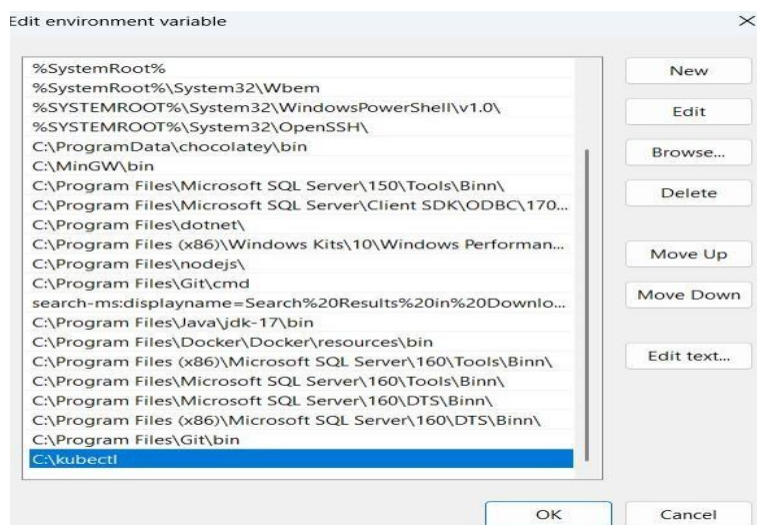 Edit environment variable
%SystemRoot%
%SystemRoot%\System32\Wbem
%SYSTEMROOT%\System32\WindowsPowerShell\v1.0\
%SYSTEMROOT%\System32\OpenSSH\
C:\ProgramData\chocolatey\bin
C:\MinGW\bin
C:\Program Files\Microsoft SQL Server\150\Tools\Binn\
C:\Program Files\Microsoft SQL Server\Client SDK\ODBC\170...
C:\Program Files\dotnet\
C:\Program Files (x86)\Windows Kits\10\Windows Performan...
C:\Program Files\nodejs\
C:\Program Files\Git\cmd
search-ms:displayname=Search%20Results%20in%20Downlo...
C:\Program Files\Java\jdk-17\bin
C:\Program Files\Docker\Docker\resources\bin
C:\Program Files (x86)\Microsoft SQL Server\160\Tools\Binn\
C:\Program Files\Microsoft SQL Server\160\Tools\Binn\
C:\Program Files\Microsoft SQL Server\160\DTS\Binn\
C:\Program Files (x86)\Microsoft SQL Server\160\DTS\Binn\
C:\Program Files\Git\bin
C:\kubectl
New
Edit
Browse...
Delete
Move Up
Move Down
Edit text...
OK
Cancel